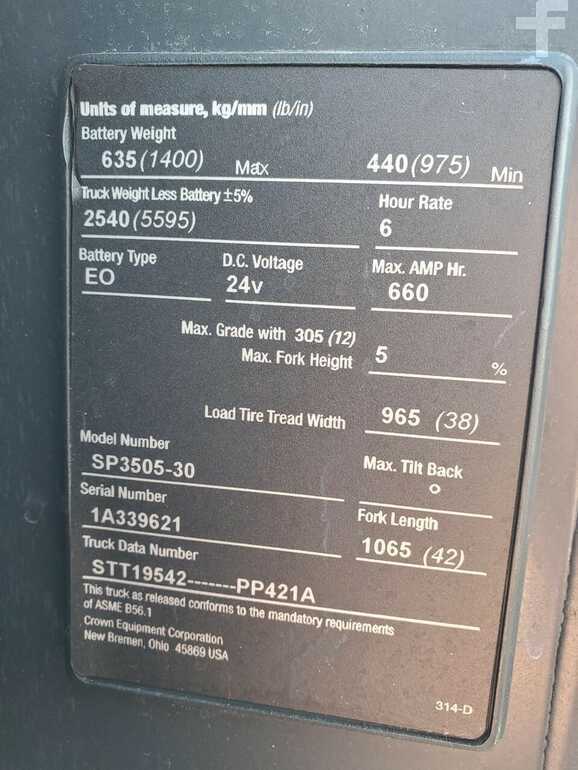 f
Units of measure, kg/mm (lb/in)
Battery Weight
635 (1400) Max 440 (975) Min
Truck Weight Less Battery ±5% Hour Rate
2540 (5595) 6
Battery Type D.C. Voltage Max. AMP Hr.
EO 24v 660
Max. Grade with 305 (12)
Max. Fork Height 5 %
Load Tire Tread Width 965 (38)
Model Number Max. Tilt Back
SP3505-30 °
Serial Number Fork Length
1A339621 1065 (42)
Truck Data Number
STT19542-------PP421A
This truck as released conforms to the mandatory requirements
of ASME B56.1
Crown Equipment Corporation
New Bremen, Ohio 45869 USA
314-D